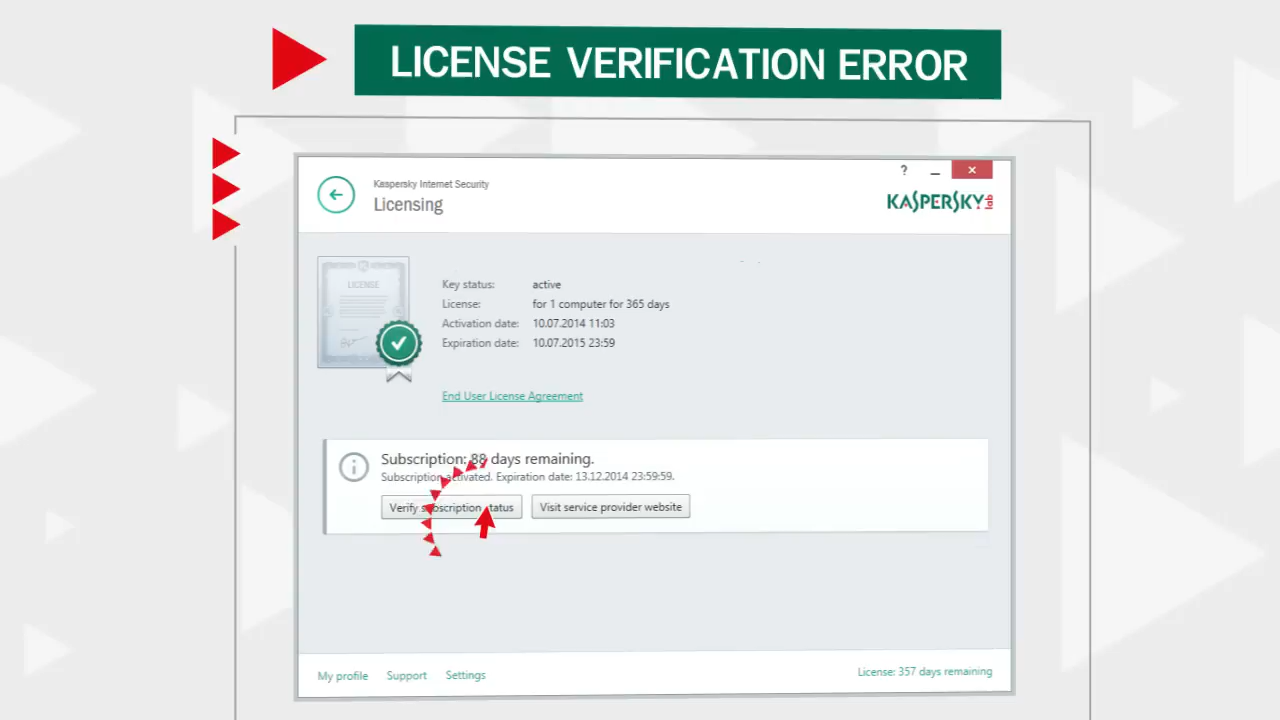 LICENSE VERIFICATION ERROR
Kaspersky Internet Security
Licensing
?
KASPERSKY lab
LICENSE
Key status: active
License: for 1 computer for 365 days
Activation date: 10.07.2014 11:03
Expiration date: 10.07.2015 23:59
End User License Agreement
Subscription: 88 days remaining.
Subscription activated. Expiration date: 13.12.2014 23:59:59.
Verify subscription status
Visit service provider website
My profile
Support
Settings
License: 357 days remaining